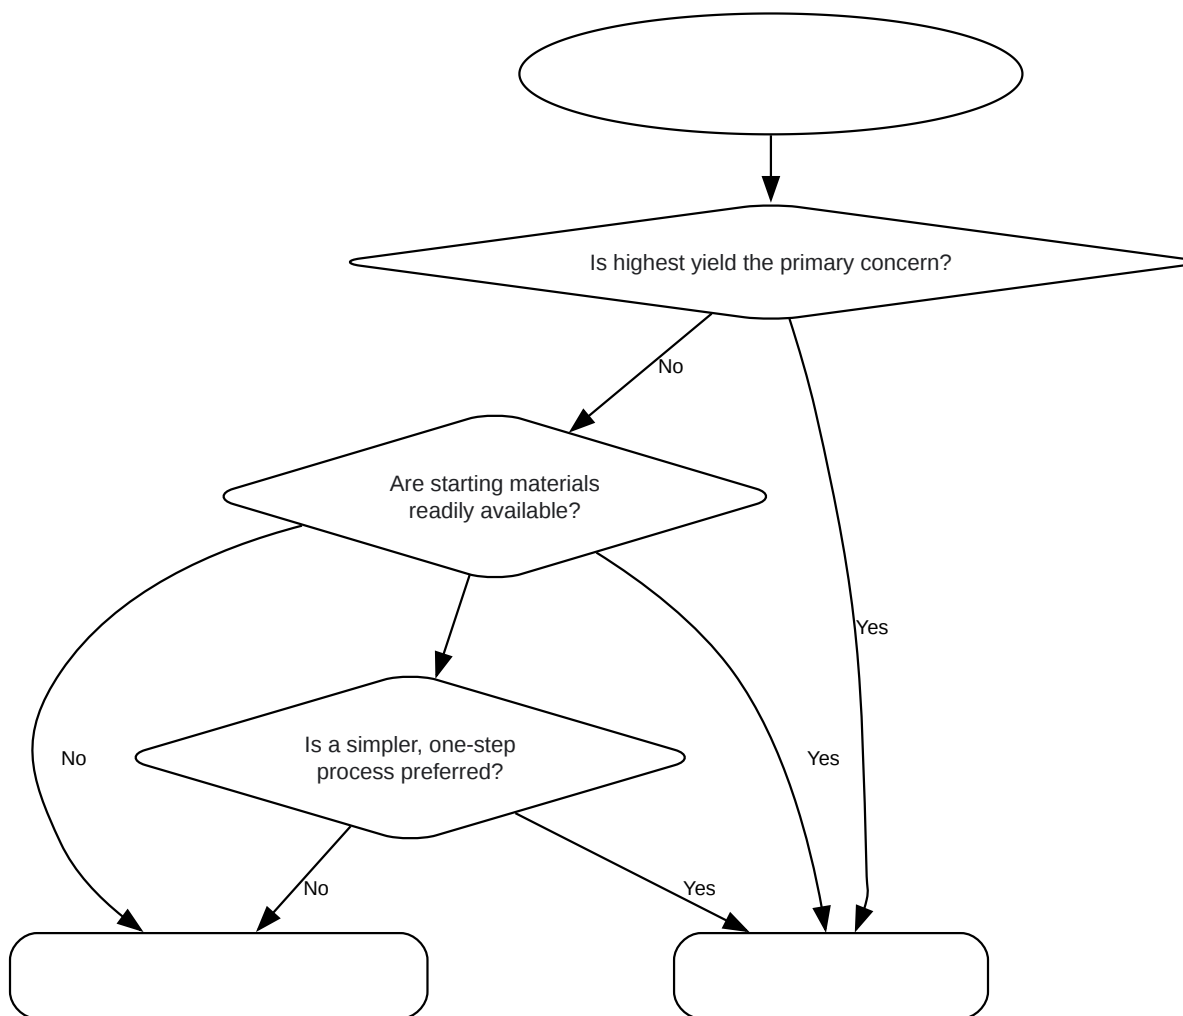 Is highest yield the primary concern?
No
Are starting materials
readily available?
Yes
No
Is a simpler, one-step
process preferred?
Yes
No
Yes